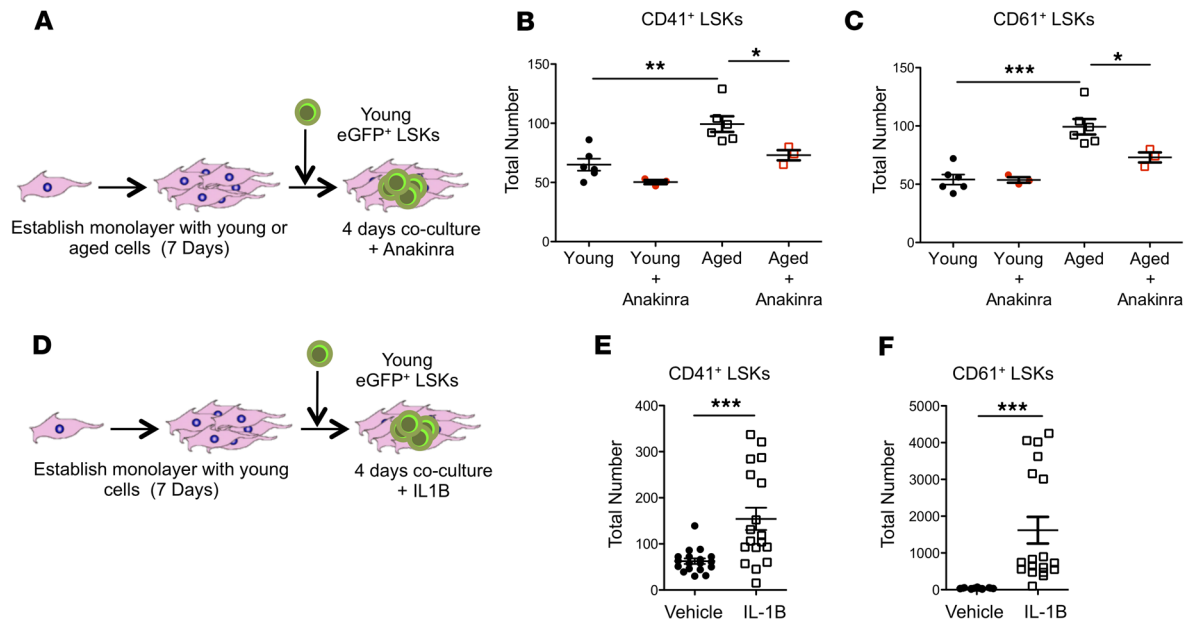 A
Young
eGFP⁺ LSKs
Establish monolayer with young or
aged cells (7 Days)
4 days co-culture
+ Anakinra
B
CD41⁺ LSKs
Total Number
150
100
50
0
**
*
Young
Young
+
Anakinra
Aged
Aged
+
Anakinra
C
CD61⁺ LSKs
Total Number
150
100
50
0
***
*
Young
Young
+
Anakinra
Aged
Aged
+
Anakinra
D
Young
eGFP⁺ LSKs
Establish monolayer with young
cells (7 Days)
4 days co-culture
+ IL1B
E
CD41⁺ LSKs
Total Number
400
300
200
100
0
***
Vehicle
IL-1B
F
CD61⁺ LSKs
Total Number
5000
4000
3000
2000
1000
0
***
Vehicle
IL-1B